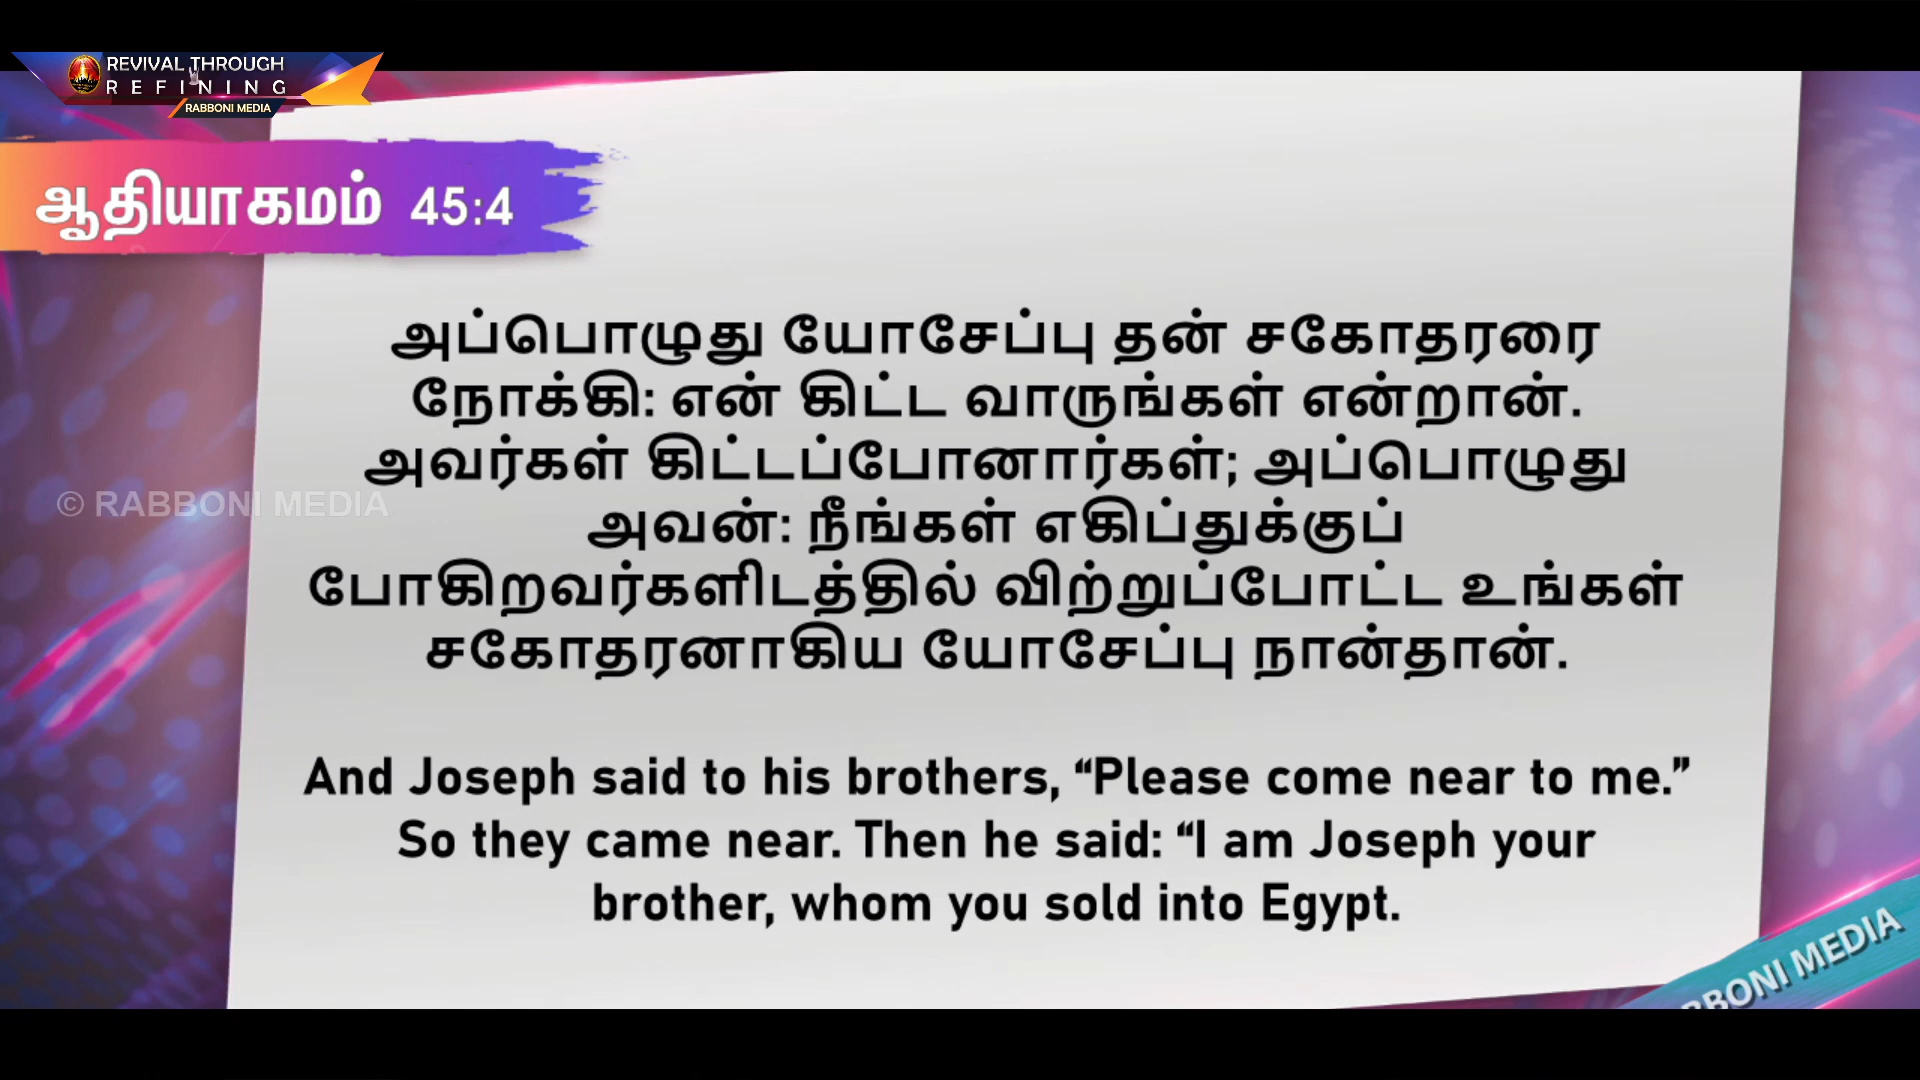 REVIVAL THROUGH
REFINING
RABBONI MEDIA
ஆதியாகமம் 45:4
அப்பொழுது யோசேப்பு தன் சகோதரரை
நோக்கி: என் கிட்ட வாருங்கள் என்றான்.
அவர்கள் கிட்டப்போனார்கள்; அப்பொழுது
© RABBONI MEDIA
அவன்: நீங்கள் எகிப்துக்குப்
போகிறவர்களிடத்தில் விற்றுப்போட்ட உங்கள்
சகோதரனாகிய யோசேப்பு நான்தான்.
And Joseph said to his brothers, “Please come near to me.”
So they came near. Then he said: “I am Joseph your
brother, whom you sold into Egypt.
BBONI MEDIA